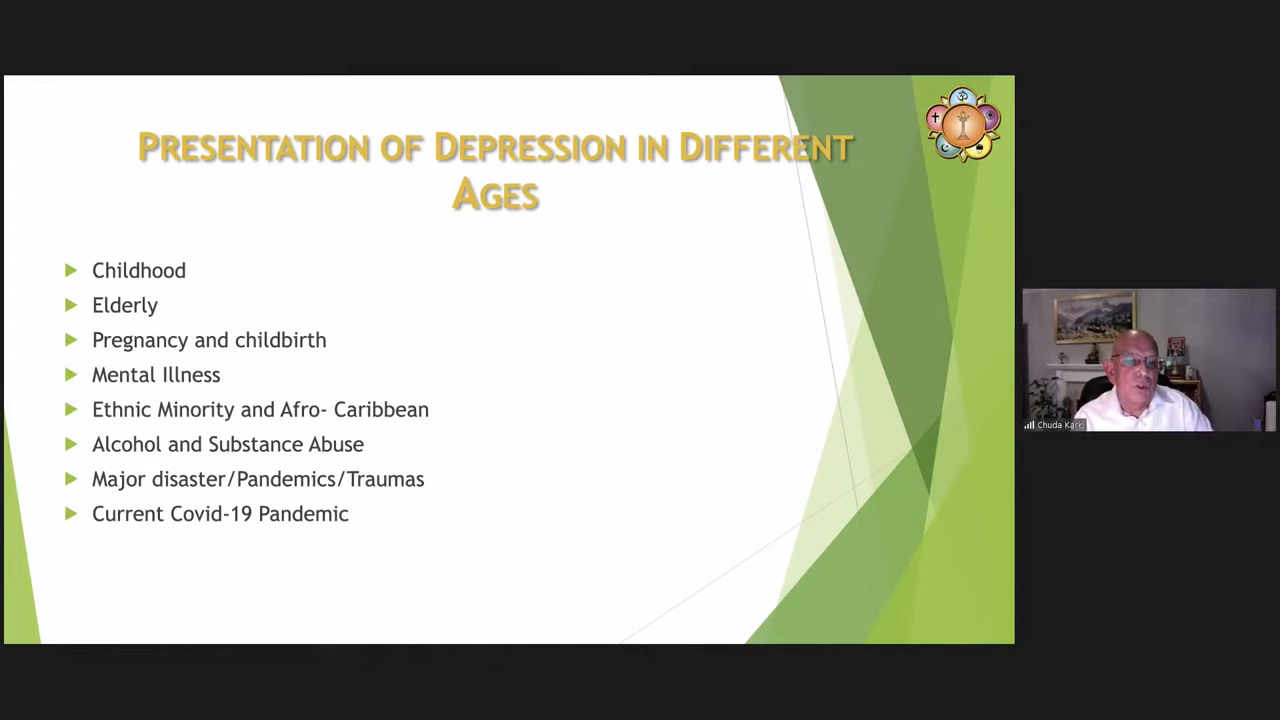 PRESENTATION OF DEPRESSION IN DIFFERENT
AGES
Childhood
Elderly
Pregnancy and childbirth
Mental Illness
Ethnic Minority and Afro- Caribbean
Alcohol and Substance Abuse
Major disaster/Pandemics/Traumas
Current Covid-19 Pandemic
Chuda Karki